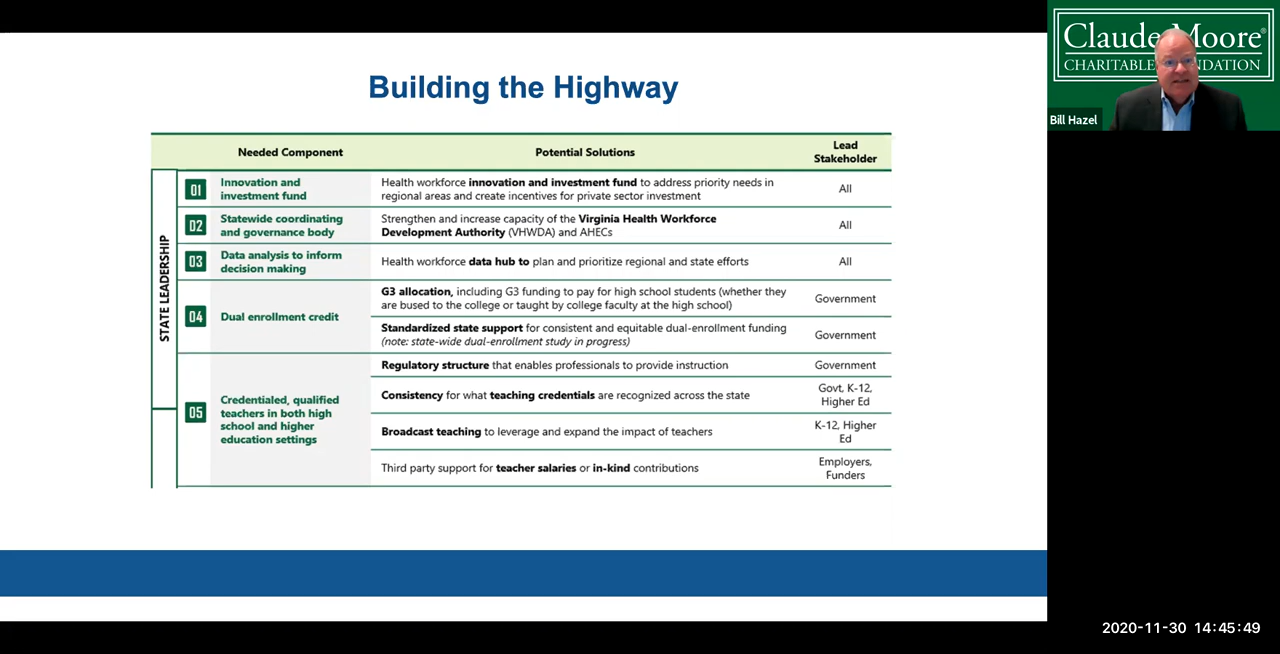 Building the Highway
Needed Component
Potential Solutions
Lead
Stakeholder
STATE LEADERSHIP
01
Innovation and
investment fund
Health workforce innovation and investment fund to address priority needs in
regional areas and create incentives for private sector investment
All
02
Statewide coordinating
and governance body
Strengthen and increase capacity of the Virginia Health Workforce
Development Authority (VHWDA) and AHECs
All
03
Data analysis to inform
decision making
Health workforce data hub to plan and prioritize regional and state efforts
All
04
Dual enrollment credit
G3 allocation, including G3 funding to pay for high school students (whether they
are bused to the college or taught by college faculty at the high school)
Government
Standardized state support for consistent and equitable dual-enrollment funding
(note: state-wide dual-enrollment study in progress)
Government
05
Credentialed, qualified
teachers in both high
school and higher
education settings
Regulatory structure that enables professionals to provide instruction
Government
Consistency for what teaching credentials are recognized across the state
Govt, K-12,
Higher Ed
Broadcast teaching to leverage and expand the impact of teachers
K-12, Higher
Ed
Third party support for teacher salaries or in-kind contributions
Employers,
Funders
Claude Moore®
CHARITABLE FOUNDATION
Bill Hazel
2020-11-30 14:45:49